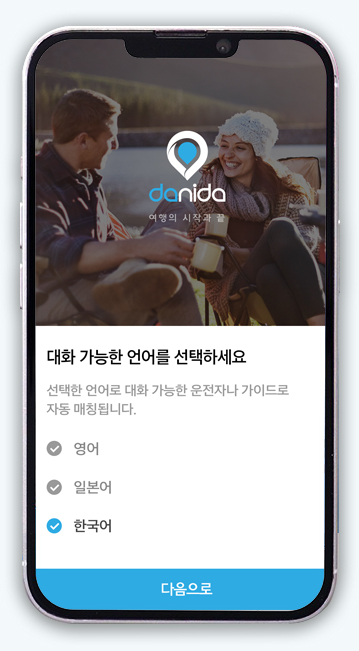 danida
여행의 시작과 끝
대화 가능한 언어를 선택하세요
선택한 언어로 대화 가능한 운전자나 가이드로
자동 매칭됩니다.
영어
일본어
한국어
다음으로